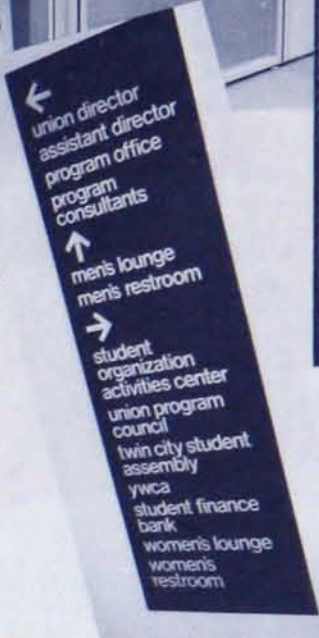 ←
union director
assistant director
program office
program
consultants
↑
men's lounge
men's restroom
→
student
organization
activities center
union program
council
twin city student
assembly
ywca
student finance
bank
women's lounge
women's
restroom